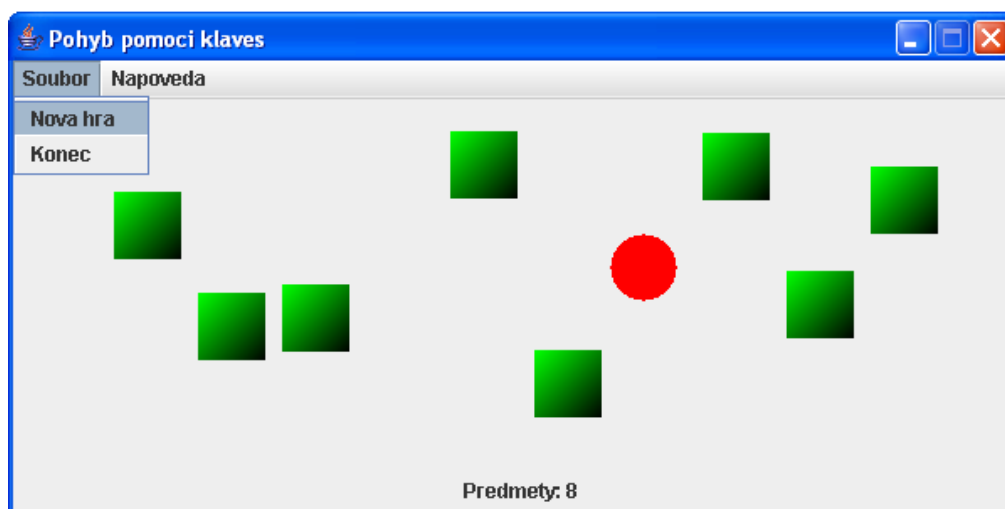 Pohyb pomoci klaves
Soubor Napoveda
Nova hra
Konec
Predmety: 8